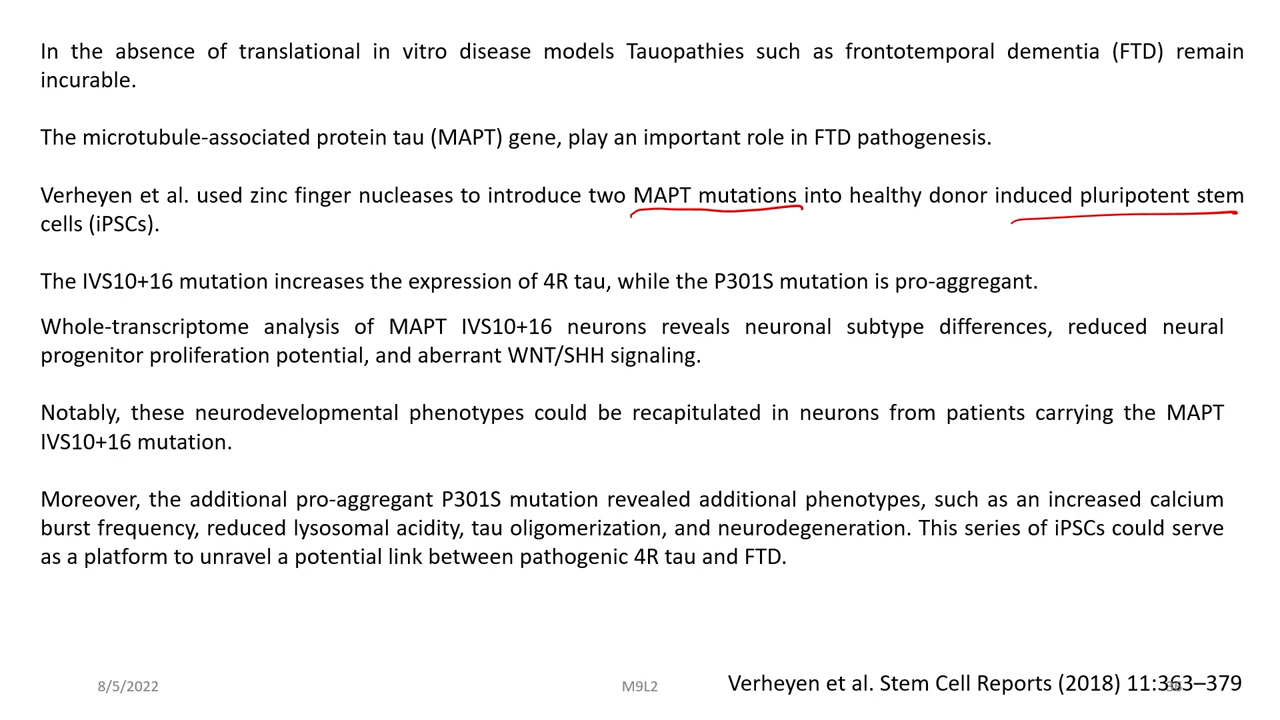 In the absence of translational in vitro disease models Tauopathies such as frontotemporal dementia (FTD) remain
incurable.
The microtubule-associated protein tau (MAPT) gene, play an important role in FTD pathogenesis.
Verheyen et al. used zinc finger nucleases to introduce two MAPT mutations into healthy donor induced pluripotent stem
cells (iPSCs).
The IVS10+16 mutation increases the expression of 4R tau, while the P301S mutation is pro-aggregant.
Whole-transcriptome analysis of MAPT IVS10+16 neurons reveals neuronal subtype differences, reduced neural
progenitor proliferation potential, and aberrant WNT/SHH signaling.
Notably, these neurodevelopmental phenotypes could be recapitulated in neurons from patients carrying the MAPT
IVS10+16 mutation.
Moreover, the additional pro-aggregant P301S mutation revealed additional phenotypes, such as an increased calcium
burst frequency, reduced lysosomal acidity, tau oligomerization, and neurodegeneration. This series of iPSCs could serve
as a platform to unravel a potential link between pathogenic 4R tau and FTD.
8/5/2022
M9L2
Verheyen et al. Stem Cell Reports (2018) 11:363–379